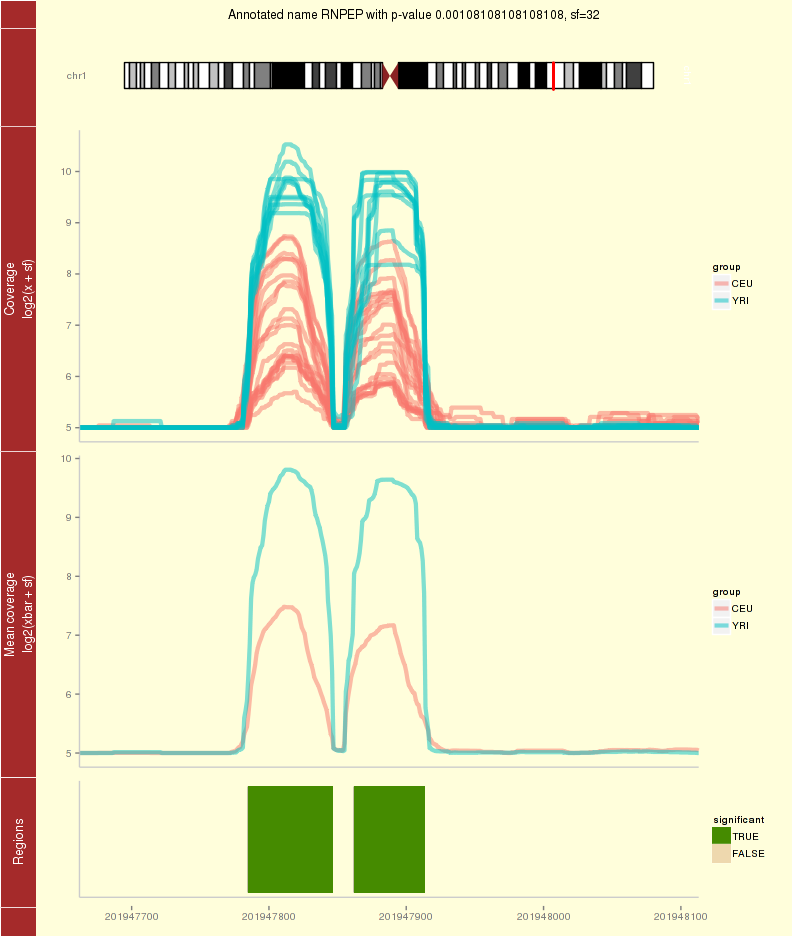 Annotated name RNPEP with p-value 0.00108108108108108, sf=32
chr1
Coverage
log2(x + sf)
10
9
8
7
6
5
group
CEU
YRI
Mean coverage
log2(xbar + sf)
10
9
8
7
6
5
group
CEU
YRI
Regions
significant
TRUE
FALSE
201947700 201947800 201947900 201948000 201948100